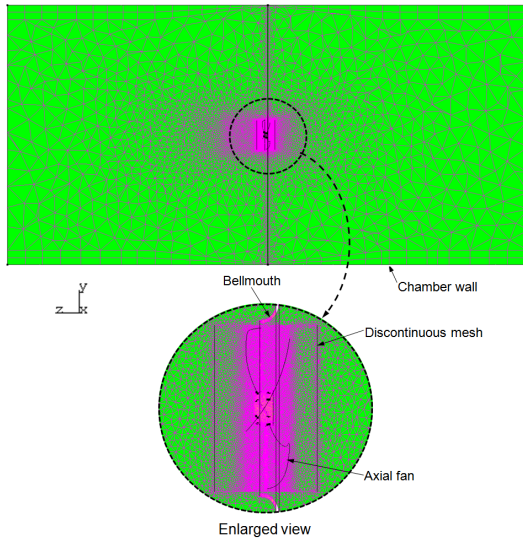 Bellmouth
Chamber wall
y
z
x
Discontinuous mesh
Axial fan
Enlarged view